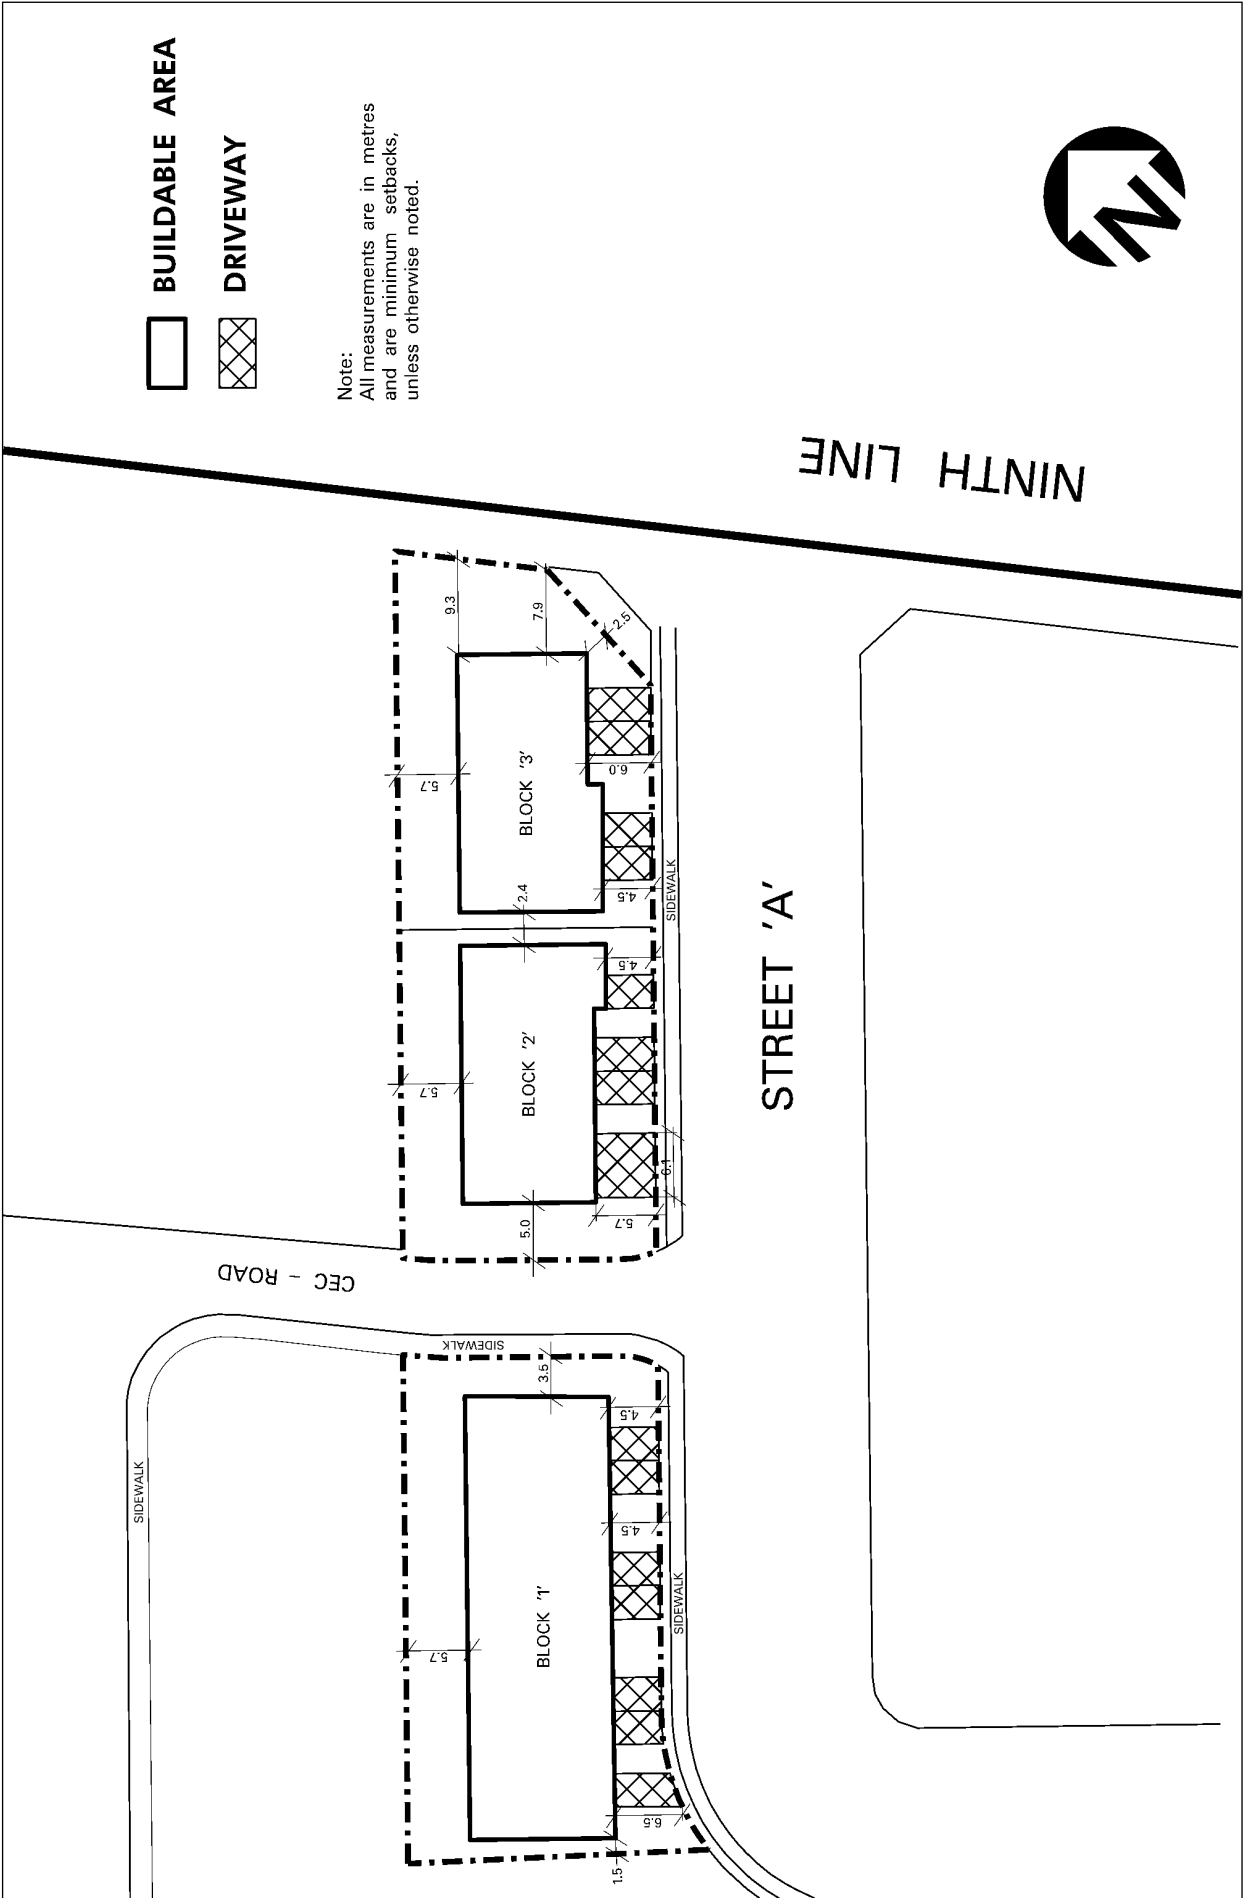 BUILDABLE AREA
DRIVEWAY
Note:
All measurements are in metres
and are minimum setbacks,
unless otherwise noted.
N
NINTH LINE
9.3
7.9
2.5
5.7
BLOCK '3'
6.0
4.5
2.4
SIDEWALK
STREET 'A'
4.5
5.7
BLOCK '2'
6.1
5.7
5.0
CEC - ROAD
SIDEWALK
3.5
4.5
SIDEWALK
4.5
5.7
BLOCK '1'
SIDEWALK
6.5
1.5